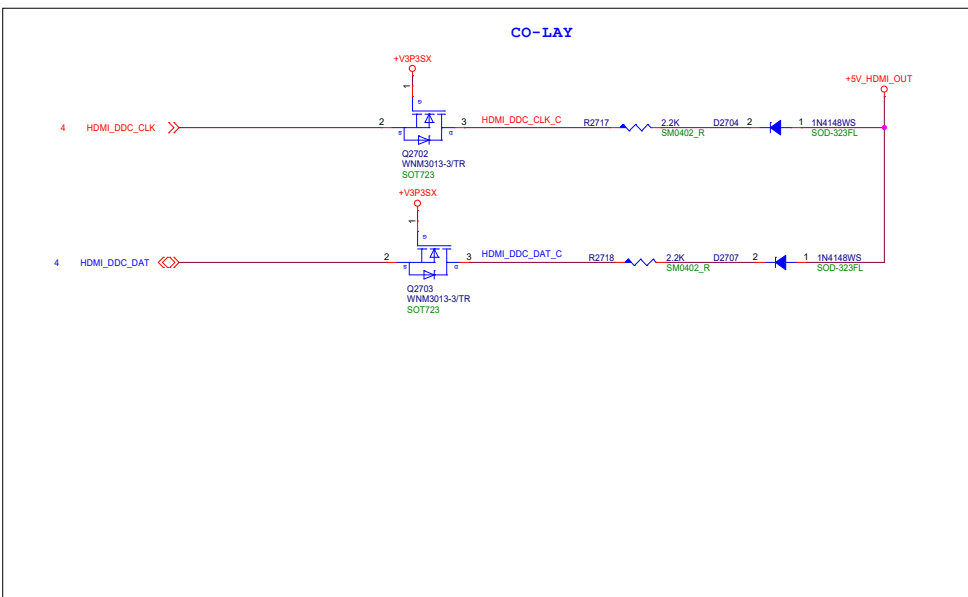 CO-LAY
+V3P3SX
+5V_HDMI_OUT
1
G
4 HDMI_DDC_CLK 2 3 HDMI_DDC_CLK_C R2717 2.2K D2704 2 1 1N4148WS
S D SM0402_R SOD-323FL
Q2702
WNM3013-3/TR
SOT723
+V3P3SX
1
G
4 HDMI_DDC_DAT 2 3 HDMI_DDC_DAT_C R2718 2.2K D2707 2 1 1N4148WS
S D SM0402_R SOD-323FL
Q2703
WNM3013-3/TR
SOT723